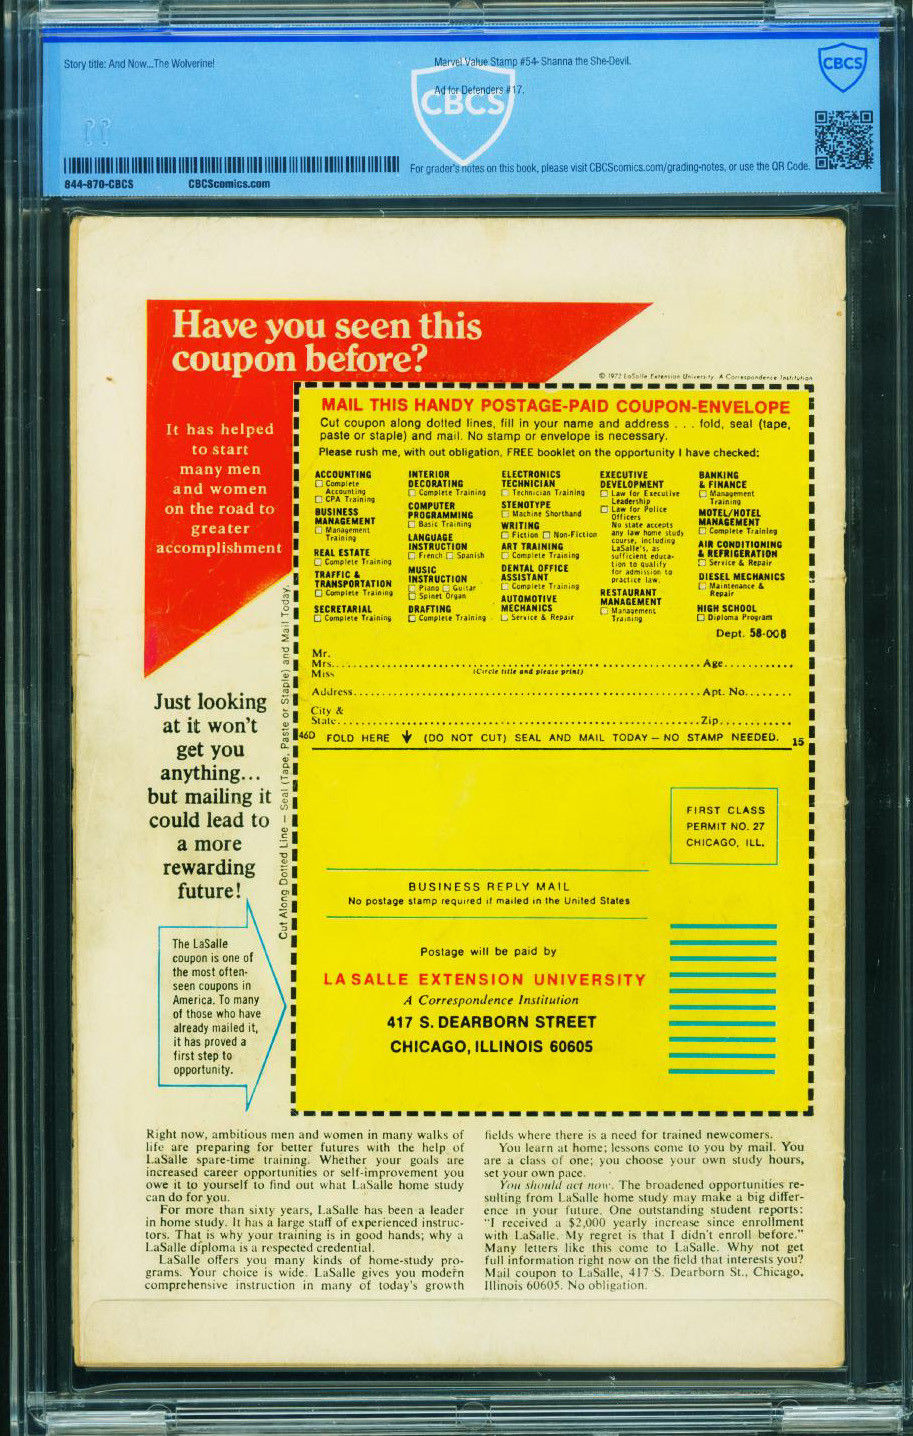 Story title: And Now...The Wolverine!
Marvel Value Stamp #54- Shanna the She-Devil.
Ad for Defenders #17.
CBCS
CBCS
844-870-CBCS
CBCScomics.com
For grader's notes on this book, please visit CBCScomics.com/grading-notes, or use the QR Code.
Have you seen this
coupon before?
© 1972 LaSalle Extension University. A Correspondence Institution
It has helped
to start
many men
and women
on the road to
greater
accomplishment
MAIL THIS HANDY POSTAGE-PAID COUPON-ENVELOPE
Cut coupon along dotted lines, fill in your name and address . . . fold, seal (tape,
paste or staple) and mail. No stamp or envelope is necessary.
Please rush me, with out obligation, FREE booklet on the opportunity I have checked:
ACCOUNTING
☐ Complete
Accounting
☐ CPA Training
BUSINESS
MANAGEMENT
☐ Management
Training
REAL ESTATE
☐ Complete Training
TRAFFIC &
TRANSPORTATION
☐ Complete Training
SECRETARIAL
☐ Complete Training
INTERIOR
DECORATING
☐ Complete Training
COMPUTER
PROGRAMMING
☐ Basic Training
LANGUAGE
INSTRUCTION
☐ French ☐ Spanish
MUSIC
INSTRUCTION
☐ Piano ☐ Guitar
☐ Spinet Organ
DRAFTING
☐ Complete Training
ELECTRONICS
TECHNICIAN
☐ Technician Training
STENOTYPE
☐ Machine Shorthand
WRITING
☐ Fiction ☐ Non-Fiction
ART TRAINING
☐ Complete Training
DENTAL OFFICE
ASSISTANT
☐ Complete Training
AUTOMOTIVE
MECHANICS
☐ Service & Repair
EXECUTIVE
DEVELOPMENT
☐ Law for Executive
Leadership
☐ Law for Police
Officers
No state accepts
any law home study
course, including
LaSalle's, as
sufficient educa-
tion to qualify
for admission to
practice law.
RESTAURANT
MANAGEMENT
☐ Management
Training
BANKING
& FINANCE
☐ Management
Training
MOTEL/HOTEL
MANAGEMENT
☐ Complete Training
AIR CONDITIONING
& REFRIGERATION
☐ Service & Repair
DIESEL MECHANICS
☐ Maintenance &
Repair
HIGH SCHOOL
☐ Diploma Program
Dept. 58-008
Mr.
Mrs. Age
Miss
(Circle title and please print)
Address Apt. No.
City &
State Zip
46D FOLD HERE ↓ (DO NOT CUT) SEAL AND MAIL TODAY — NO STAMP NEEDED. 15
Cut Along Dotted Line — Seal (Tape, Paste or Staple) and Mail Today.
Just looking
at it won't
get you
anything...
but mailing it
could lead to
a more
rewarding
future!
FIRST CLASS
PERMIT NO. 27
CHICAGO, ILL.
BUSINESS REPLY MAIL
No postage stamp required if mailed in the United States
Postage will be paid by
LA SALLE EXTENSION UNIVERSITY
A Correspondence Institution
417 S. DEARBORN STREET
CHICAGO, ILLINOIS 60605
The LaSalle
coupon is one of
the most often-
seen coupons in
America. To many
of those who have
already mailed it,
it has proved a
first step to
opportunity.
Right now, ambitious men and women in many walks of
life are preparing for better futures with the help of
LaSalle spare-time training. Whether your goals are
increased career opportunities or self-improvement you
owe it to yourself to find out what LaSalle home study
can do for you.
For more than sixty years, LaSalle has been a leader
in home study. It has a large staff of experienced instruc-
tors. That is why your training is in good hands; why a
LaSalle diploma is a respected credential.
LaSalle offers you many kinds of home-study pro-
grams. Your choice is wide. LaSalle gives you modern
comprehensive instruction in many of today's growth
fields where there is a need for trained newcomers.
You learn at home; lessons come to you by mail. You
are a class of one; you choose your own study hours,
set your own pace.
You should act now. The broadened opportunities re-
sulting from LaSalle home study may make a big differ-
ence in your future. One outstanding student reports:
"I received a $2,000 yearly increase since enrollment
with LaSalle. My regret is that I didn't enroll before."
Many letters like this come to LaSalle. Why not get
full information right now on the field that interests you?
Mail coupon to LaSalle, 417 S. Dearborn St., Chicago,
Illinois 60605. No obligation.